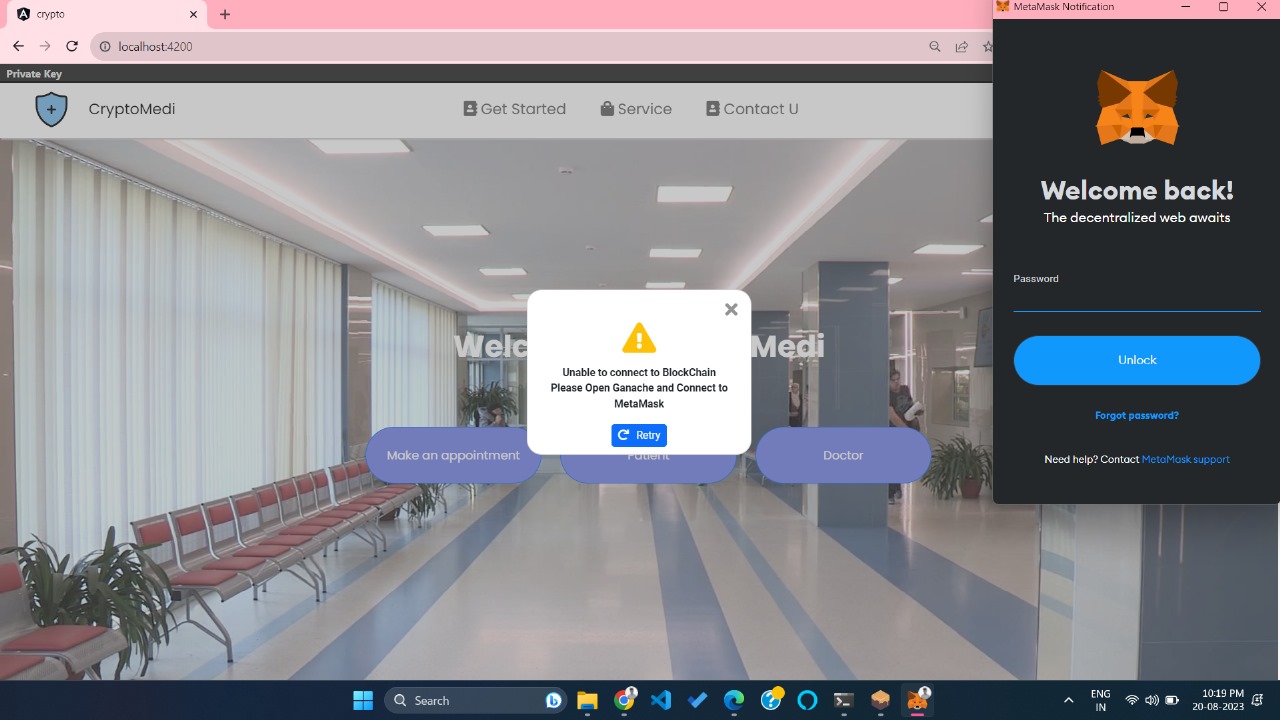 crypto
localhost:4200
Private Key
CryptoMedi
Get Started
Service
Contact U
Welc
Medi
Unable to connect to BlockChain
Please Open Ganache and Connect to
MetaMask
Retry
Make an appointment
Patient
Doctor
MetaMask Notification
Welcome back!
The decentralized web awaits
Password
Unlock
Forgot password?
Need help? Contact MetaMask support
Search
ENG
IN
10:19 PM
20-08-2023